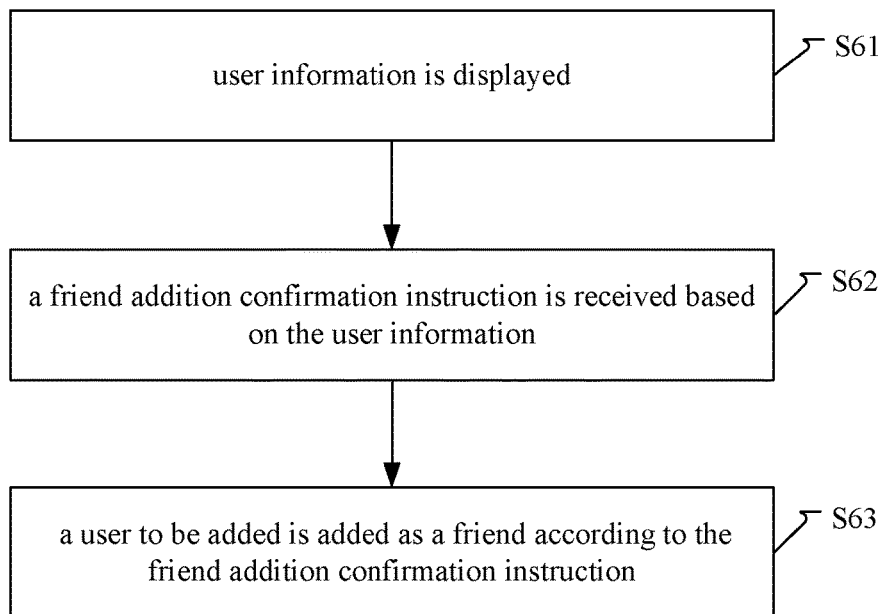 user information is displayed
S61
a friend addition confirmation instruction is received based
on the user information
S62
a user to be added is added as a friend according to the
friend addition confirmation instruction
S63